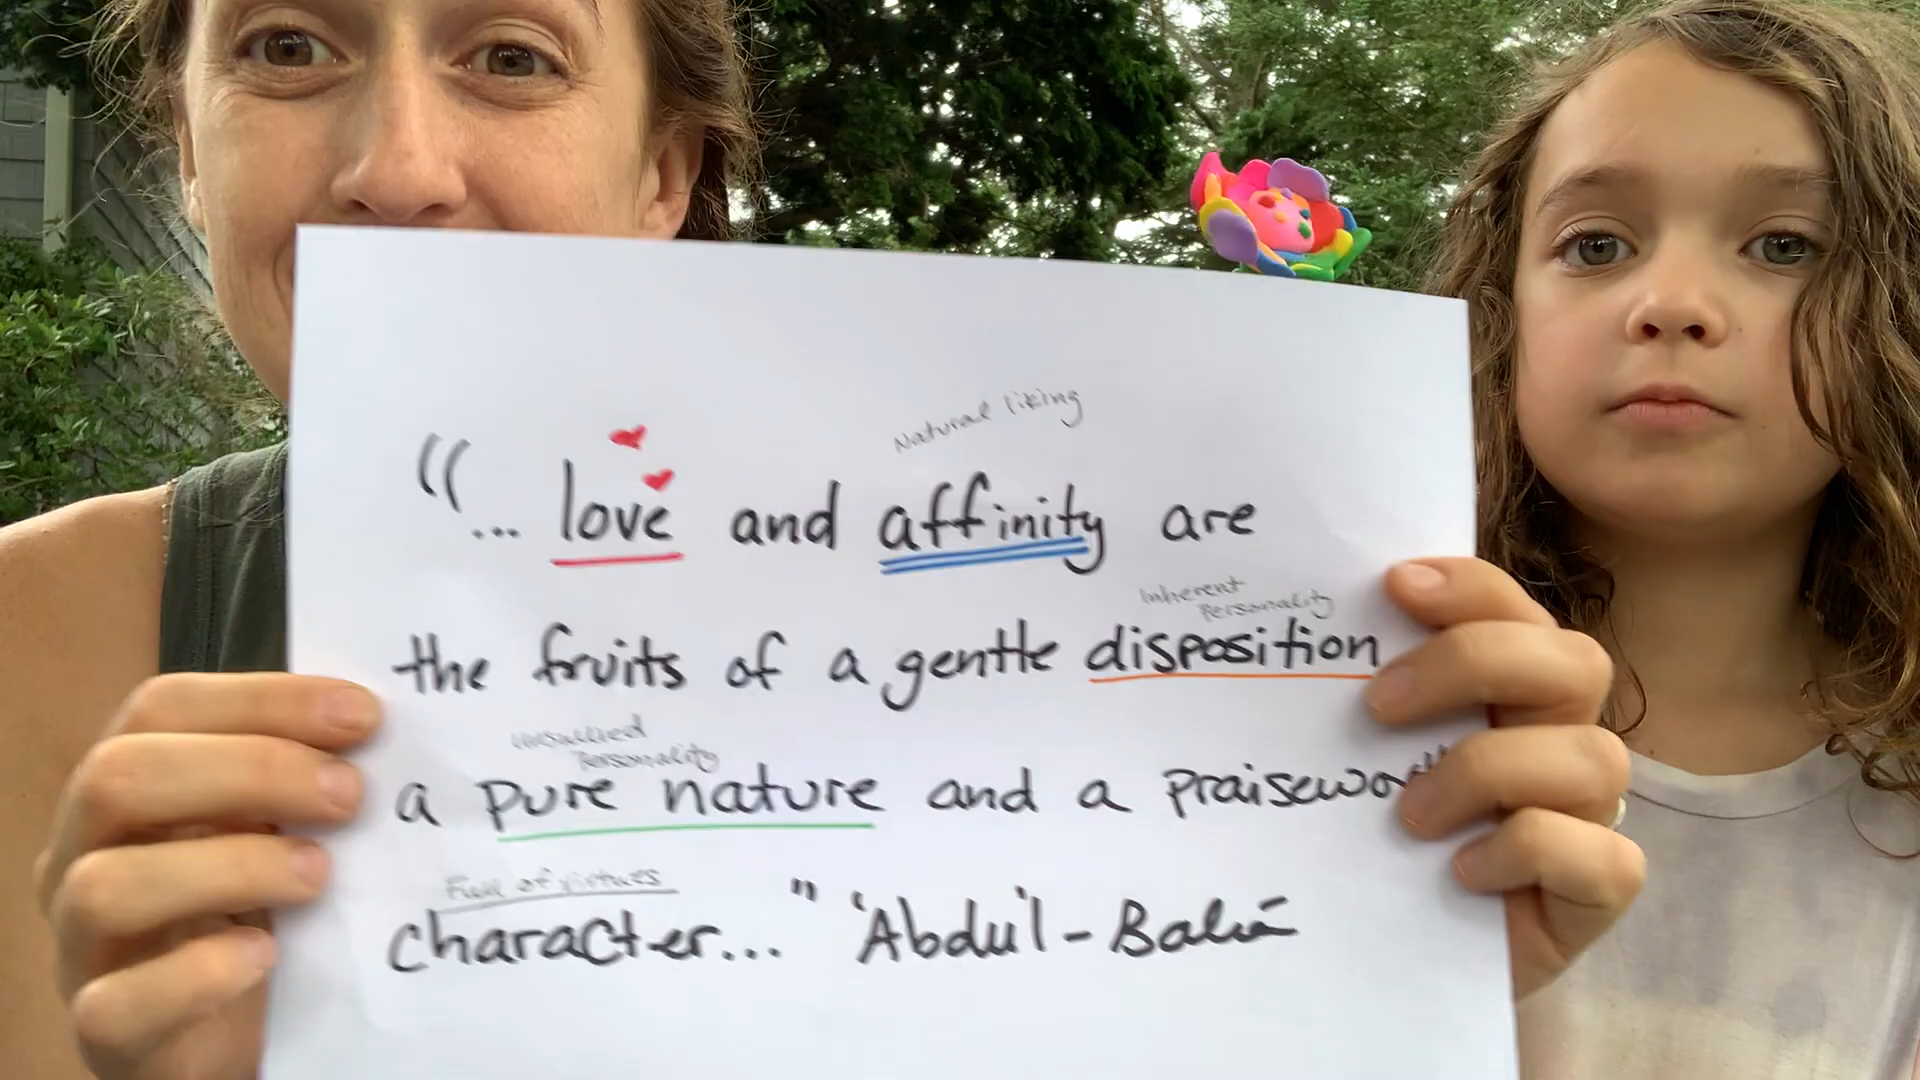 Natural liking
"... love and affinity are
Inherent
Personality
the fruits of a gentle disposition
Unsullied
Personality
a pure nature and a
Full of virtues
character..." 'Abdu'l-Bahá